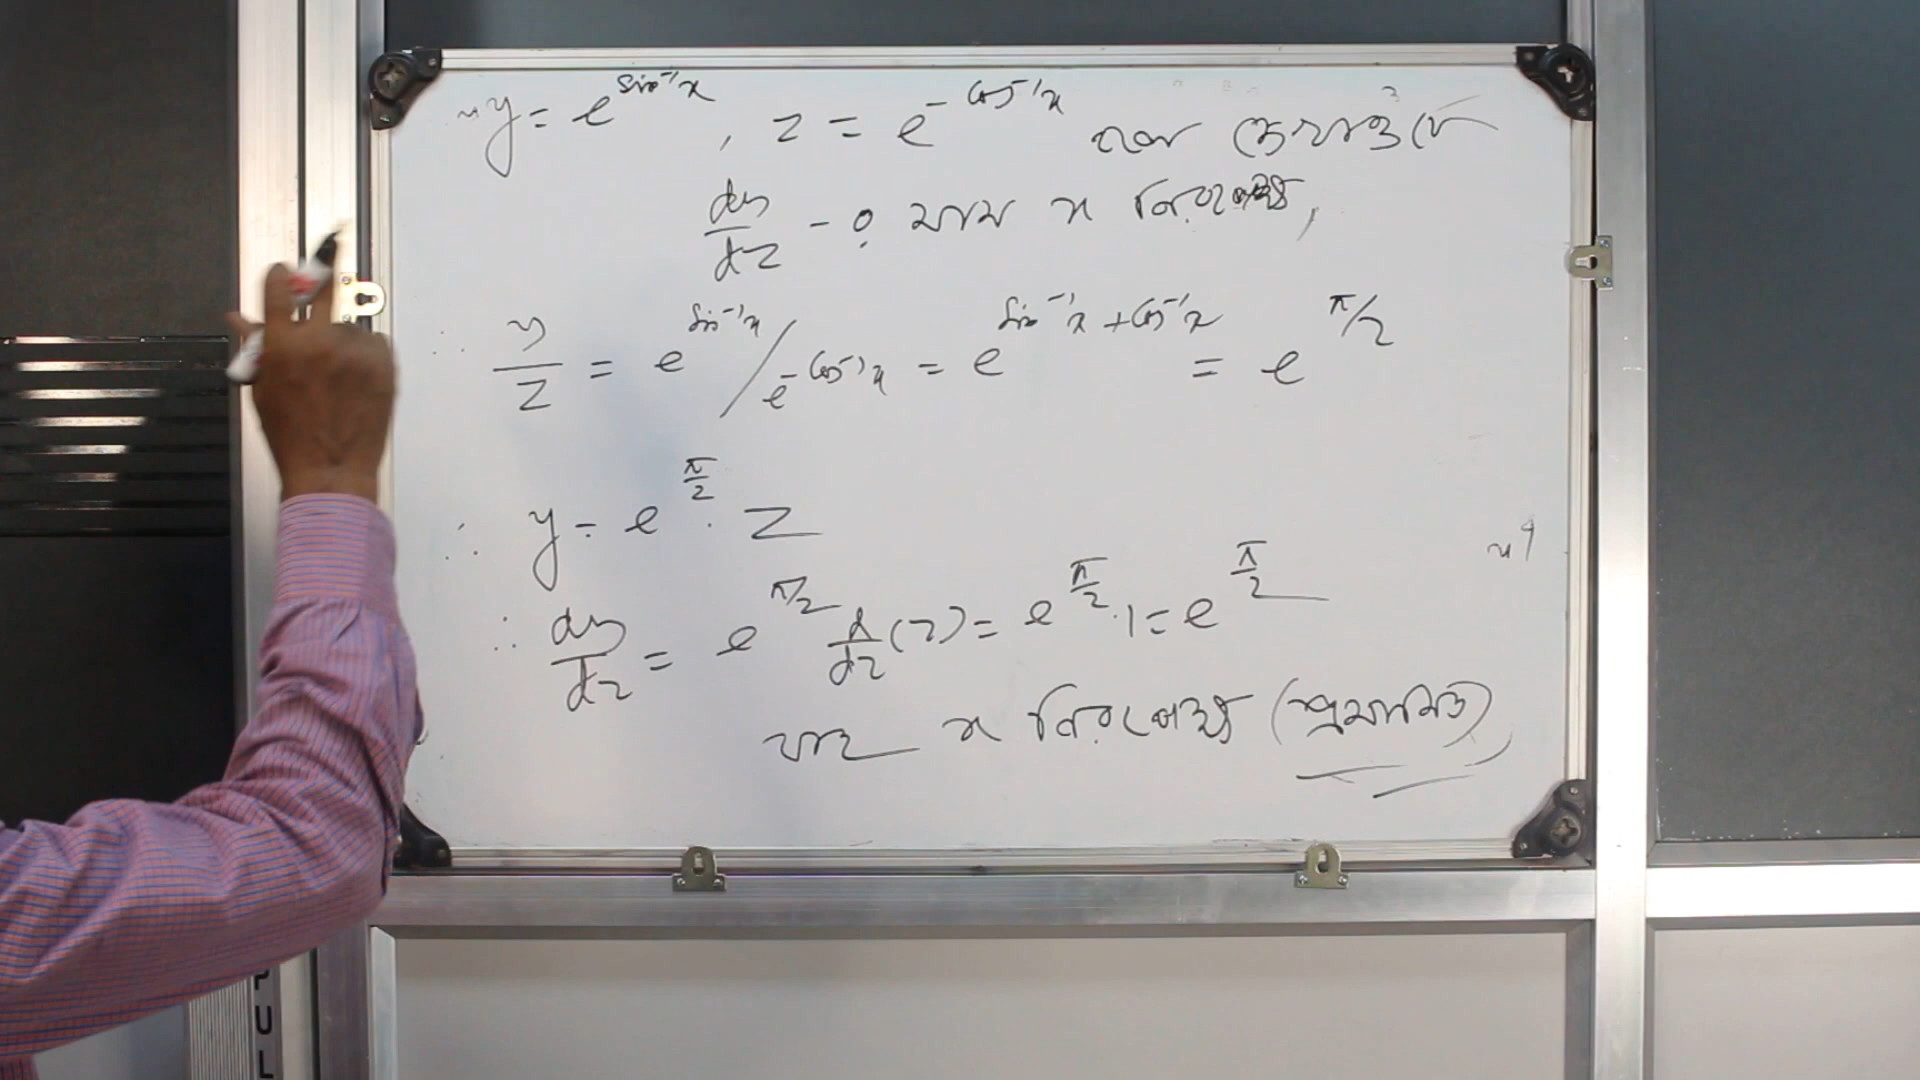 y = e^{sin⁻¹x}, z = e^{-cos⁻¹x} হলে দেখাও যে
dy/dz -এ মান x নিরপেক্ষ,
∴ y/z = e^{sin⁻¹x} / e^{-cos⁻¹x} = e^{sin⁻¹x + cos⁻¹x} = e^{π/2}
∴ y = e^{π/2} · z
∴ dy/dz = e^{π/2} d/dz (z) = e^{π/2} · 1 = e^{π/2}
যাহা x নিরপেক্ষ (প্রমাণিত)
PUL